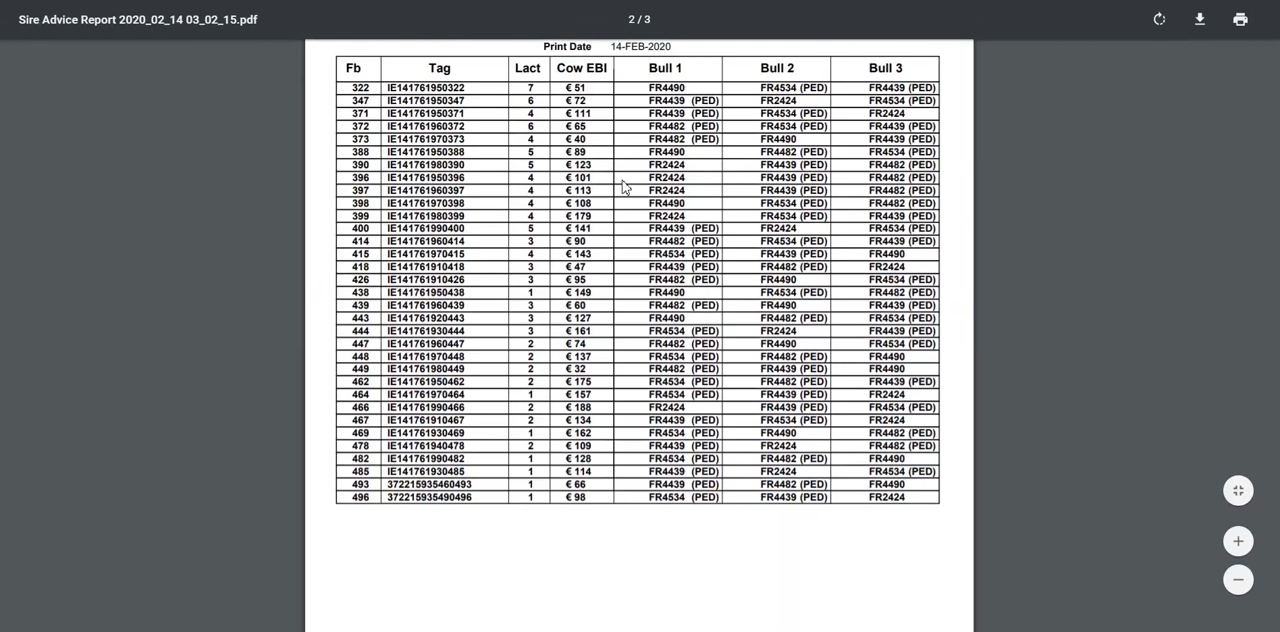 Sire Advice Report 2020_02_14 03_02_15.pdf 2 / 3
Print Date 14-FEB-2020
Fb Tag Lact Cow EBI Bull 1 Bull 2 Bull 3
322 IE141761950322 7 € 51 FR4490 FR4534 (PED) FR4439 (PED)
347 IE141761950347 6 € 72 FR4439 (PED) FR2424 FR4534 (PED)
371 IE141761950371 4 € 111 FR4439 (PED) FR4534 (PED) FR2424
372 IE141761960372 6 € 65 FR4482 (PED) FR4534 (PED) FR4439 (PED)
373 IE141761970373 4 € 40 FR4482 (PED) FR4490 FR4439 (PED)
388 IE141761950388 5 € 89 FR4490 FR4482 (PED) FR4534 (PED)
390 IE141761980390 5 € 123 FR2424 FR4439 (PED) FR4482 (PED)
396 IE141761950396 4 € 101 FR2424 FR4439 (PED) FR4482 (PED)
397 IE141761960397 4 € 113 FR2424 FR4439 (PED) FR4482 (PED)
398 IE141761970398 4 € 108 FR4490 FR4534 (PED) FR4482 (PED)
399 IE141761980399 4 € 179 FR2424 FR4534 (PED) FR4439 (PED)
400 IE141761990400 5 € 141 FR4439 (PED) FR2424 FR4534 (PED)
414 IE141761960414 3 € 90 FR4482 (PED) FR4534 (PED) FR4439 (PED)
415 IE141761970415 4 € 143 FR4534 (PED) FR4439 (PED) FR4490
418 IE141761910418 3 € 47 FR4439 (PED) FR4482 (PED) FR2424
426 IE141761910426 3 € 95 FR4482 (PED) FR4490 FR4534 (PED)
438 IE141761950438 1 € 149 FR4490 FR4534 (PED) FR4482 (PED)
439 IE141761960439 3 € 60 FR4482 (PED) FR4490 FR4439 (PED)
443 IE141761920443 3 € 127 FR4490 FR4482 (PED) FR4534 (PED)
444 IE141761930444 3 € 161 FR4534 (PED) FR2424 FR4439 (PED)
447 IE141761960447 2 € 74 FR4482 (PED) FR4490 FR4534 (PED)
448 IE141761970448 2 € 137 FR4534 (PED) FR4482 (PED) FR4490
449 IE141761980449 2 € 32 FR4482 (PED) FR4439 (PED) FR4490
462 IE141761950462 2 € 175 FR4534 (PED) FR4482 (PED) FR4439 (PED)
464 IE141761970464 1 € 157 FR4534 (PED) FR4439 (PED) FR2424
466 IE141761990466 2 € 188 FR2424 FR4439 (PED) FR4534 (PED)
467 IE141761910467 2 € 134 FR4439 (PED) FR4534 (PED) FR2424
469 IE141761930469 1 € 162 FR4534 (PED) FR4490 FR4482 (PED)
478 IE141761940478 2 € 109 FR4439 (PED) FR2424 FR4482 (PED)
482 IE141761990482 1 € 128 FR4534 (PED) FR4482 (PED) FR4490
485 IE141761930485 1 € 114 FR4439 (PED) FR2424 FR4534 (PED)
493 372215935460493 1 € 66 FR4439 (PED) FR4482 (PED) FR4490
496 372215935490496 1 € 98 FR4534 (PED) FR4439 (PED) FR2424